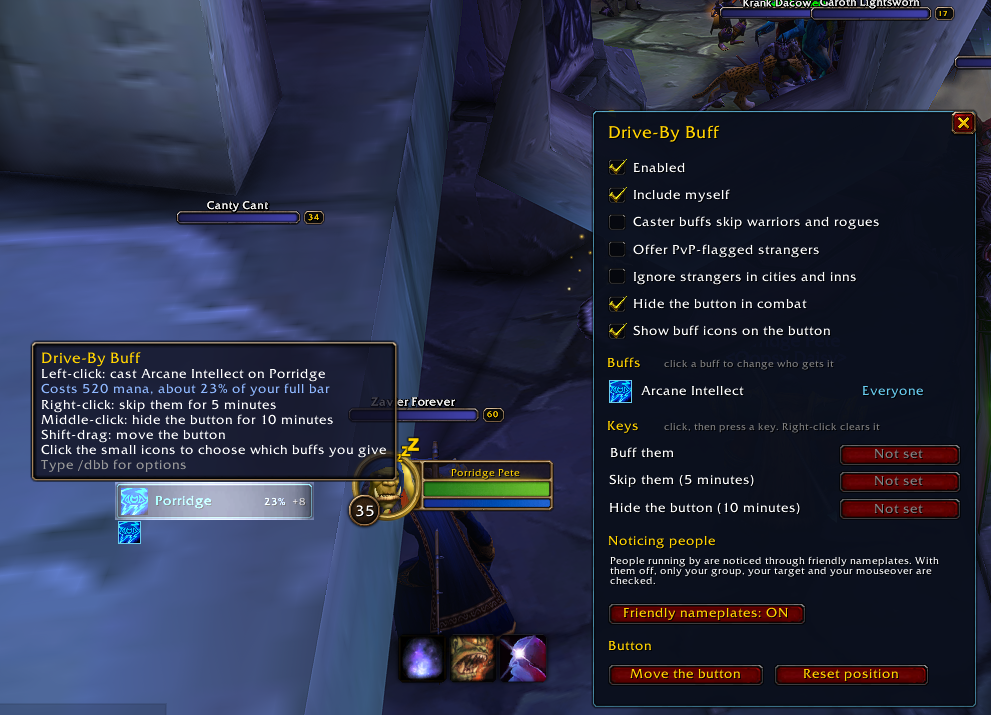 Krank Dacow
Garoth Lightsworn
17
Canty Cant
34
Drive-By Buff
Left-click: cast Arcane Intellect on Porridge
Costs 520 mana, about 23% of your full bar
Right-click: skip them for 5 minutes
Middle-click: hide the button for 10 minutes
Shift-drag: move the button
Click the small icons to choose which buffs you give
Type /dbb for options
Zavier Forever
60
Porridge 23% +8
zZ
Porridge Pete
35
Drive-By Buff
Enabled
Include myself
Caster buffs skip warriors and rogues
Offer PvP-flagged strangers
Ignore strangers in cities and inns
Hide the button in combat
Show buff icons on the button
Buffs click a buff to change who gets it
Arcane Intellect Everyone
Keys click, then press a key. Right-click clears it
Buff them Not set
Skip them (5 minutes) Not set
Hide the button (10 minutes) Not set
Noticing people
People running by are noticed through friendly nameplates. With
them off, only your group, your target and your mouseover are
checked.
Friendly nameplates: ON
Button
Move the button Reset position